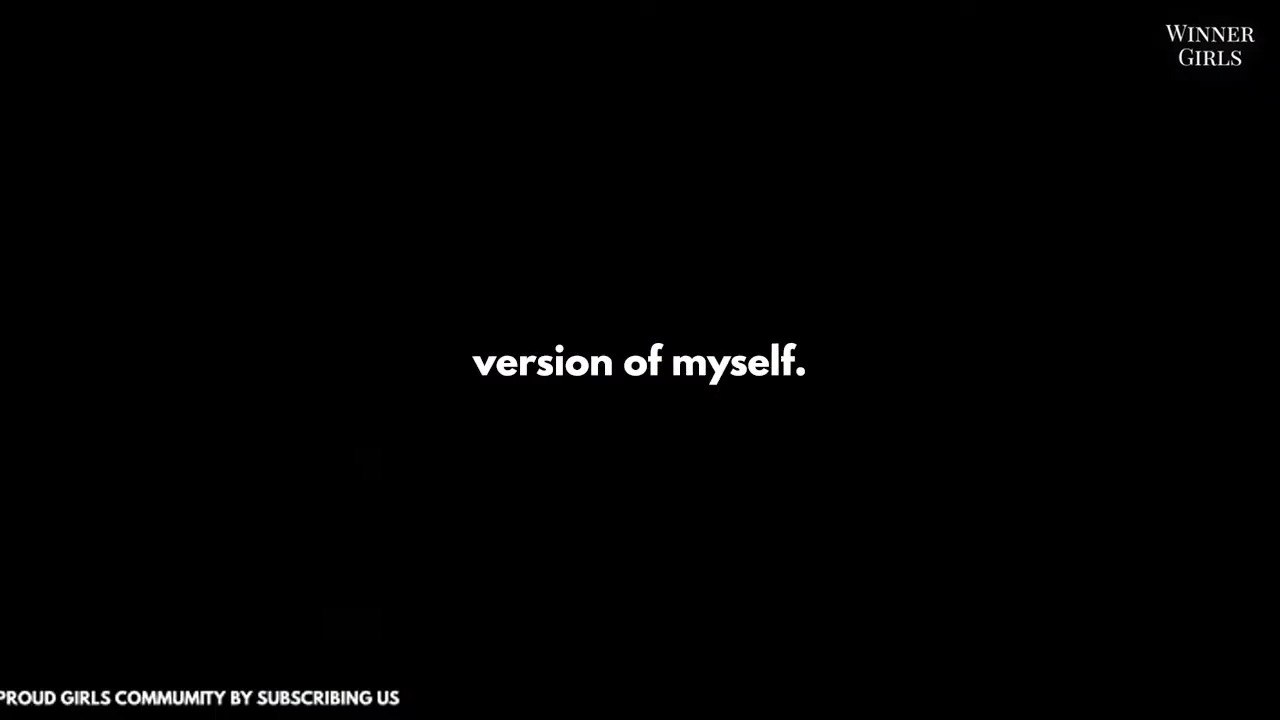 WINNER
GIRLS
version of myself.
PROUD GIRLS COMMUMITY BY SUBSCRIBING US